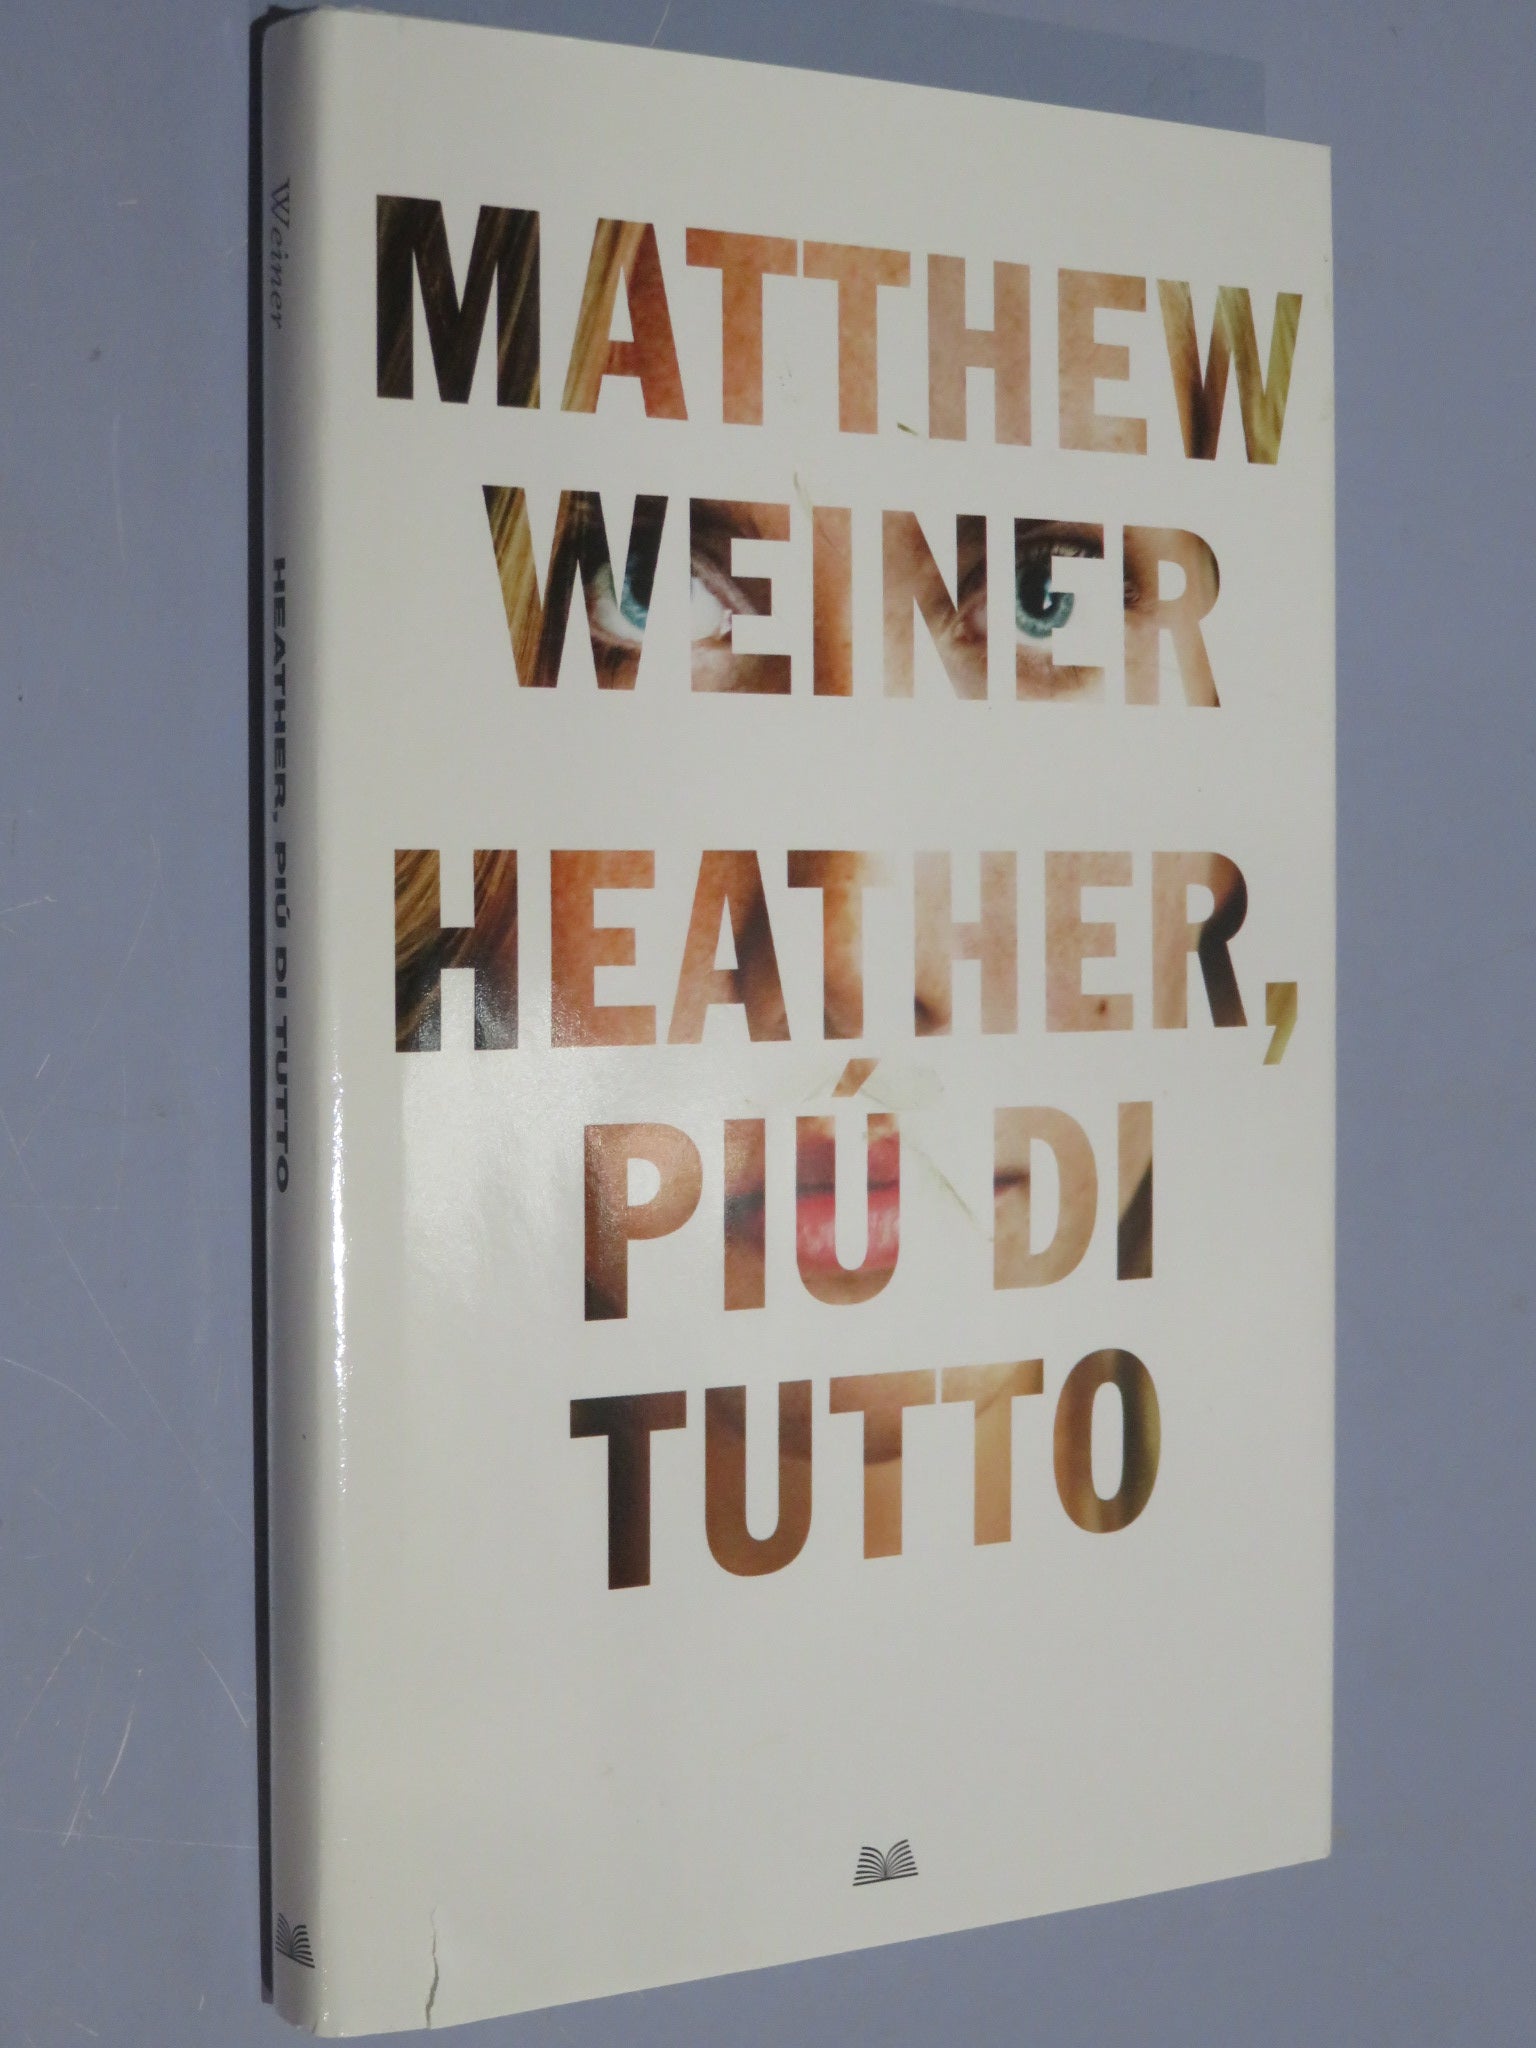 Weiner
HEATHER, PIÚ DI TUTTO
MATTHEW
WEINER
HEATHER,
PIÚ DI
TUTTO